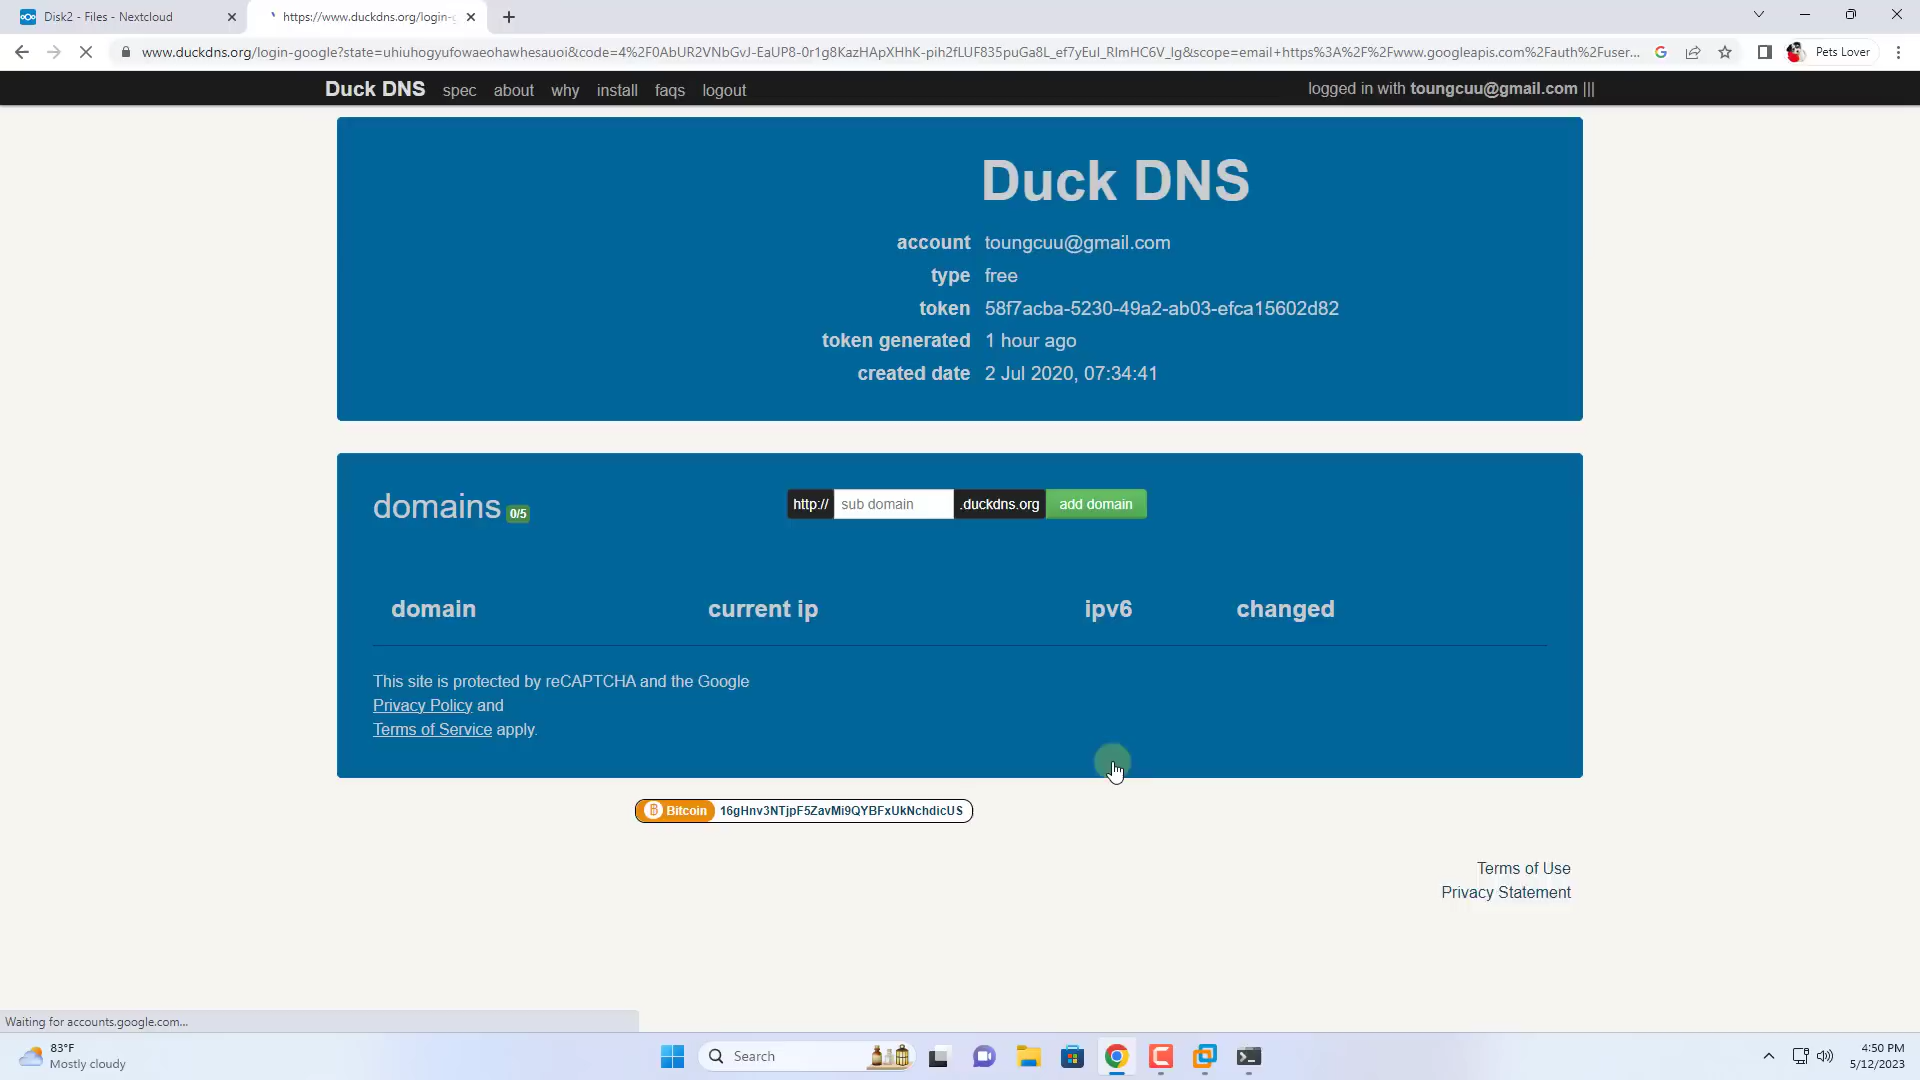 Disk2 - Files - Nextcloud
https://www.duckdns.org/login-g
www.duckdns.org/login-google?state=uhiuhogyufowaeohawhesauoi&code=4%2F0AbUR2VNbGvJ-EaUP8-0r1g8KazHApXHhK-pih2fLUF835puGa8L_ef7yEuI_RImHC6V_Ig&scope=email+https%3A%2F%2Fwww.googleapis.com%2Fauth%2Fuser...
Pets Lover
Duck DNS spec about why install faqs logout
logged in with toungcuu@gmail.com |||
Duck DNS
account toungcuu@gmail.com
type free
token 58f7acba-5230-49a2-ab03-efca15602d82
token generated 1 hour ago
created date 2 Jul 2020, 07:34:41
domains 0/5
http:// sub domain .duckdns.org add domain
domain current ip ipv6 changed
This site is protected by reCAPTCHA and the Google
Privacy Policy and
Terms of Service apply.
Bitcoin 16gHnv3NTjpF5ZavMi9QYBFxUkNchdicUS
Terms of Use
Privacy Statement
Waiting for accounts.google.com...
83°F
Mostly cloudy
Search
4:50 PM
5/12/2023